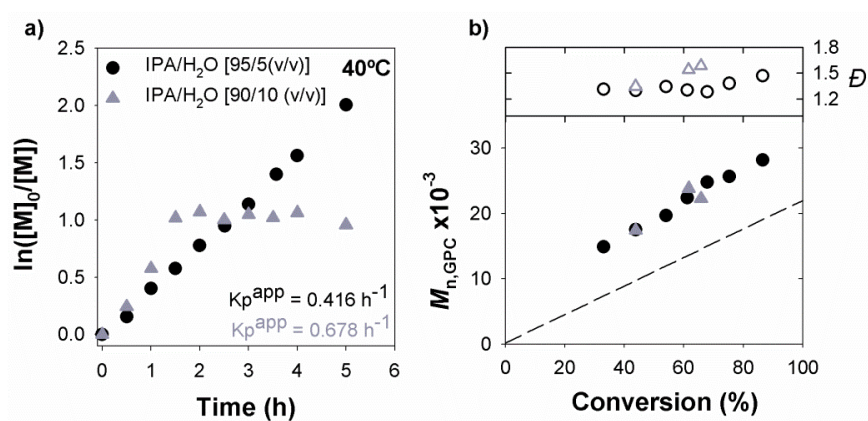 a)
2.5
2.0
1.5
1.0
0.5
0.0
ln([M]0/[M])
IPA/H2O [95/5(v/v)]
40ºC
IPA/H2O [90/10 (v/v)]
Kp^app = 0.416 h^-1
Kp^app = 0.678 h^-1
0 1 2 3 4 5 6
Time (h)
b)
1.8
1.5
1.2
Đ
30
20
10
0
Mn,GPC x10^-3
0 20 40 60 80 100
Conversion (%)